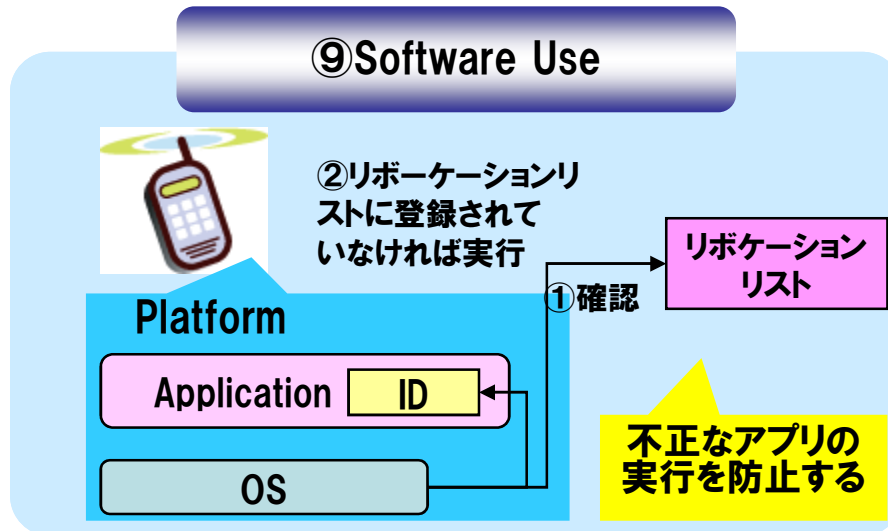 ⑨Software Use
②リボーケーションリ
ストに登録されて
いなければ実行
リボケーション
リスト
①確認
Platform
Application
ID
OS
不正なアプリの
実行を防止する